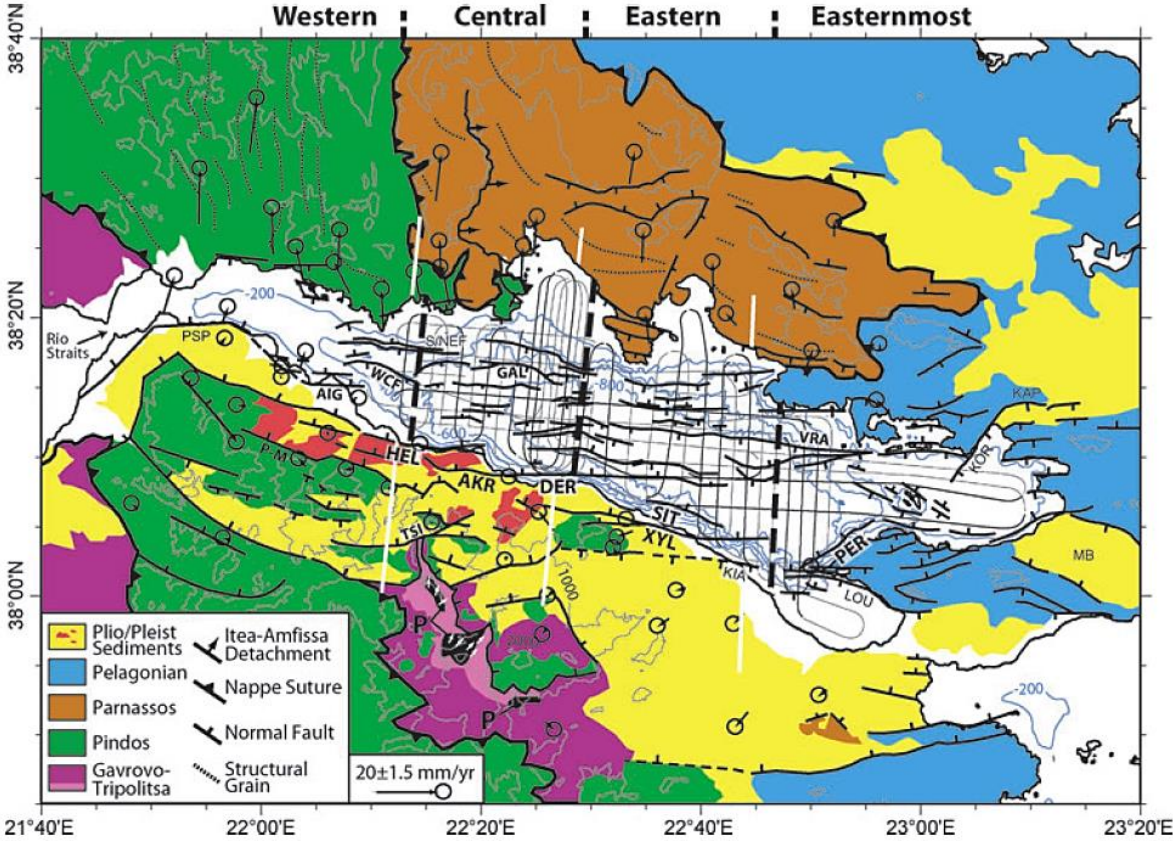 Western Central Eastern Easternmost
38°40'N
38°20'N
38°00'N
-200
Rio
Straits
PSP
S/NEF
GAL
-800
WCF
AIG
KAP
-600
VRA
KOR
P-M
HEL
AKR
DER
SIT
TSI
XYL
PER
MB
KIA
1000
LOU
P
P
-200
Plio/Pleist
Sediments
Pelagonian
Parnassos
Pindos
Gavrovo-
Tripolitsa
Itea-Amfissa
Detachment
Nappe Suture
Normal Fault
Structural
Grain
20±1.5 mm/yr
21°40'E 22°00'E 22°20'E 22°40'E 23°00'E 23°20'E